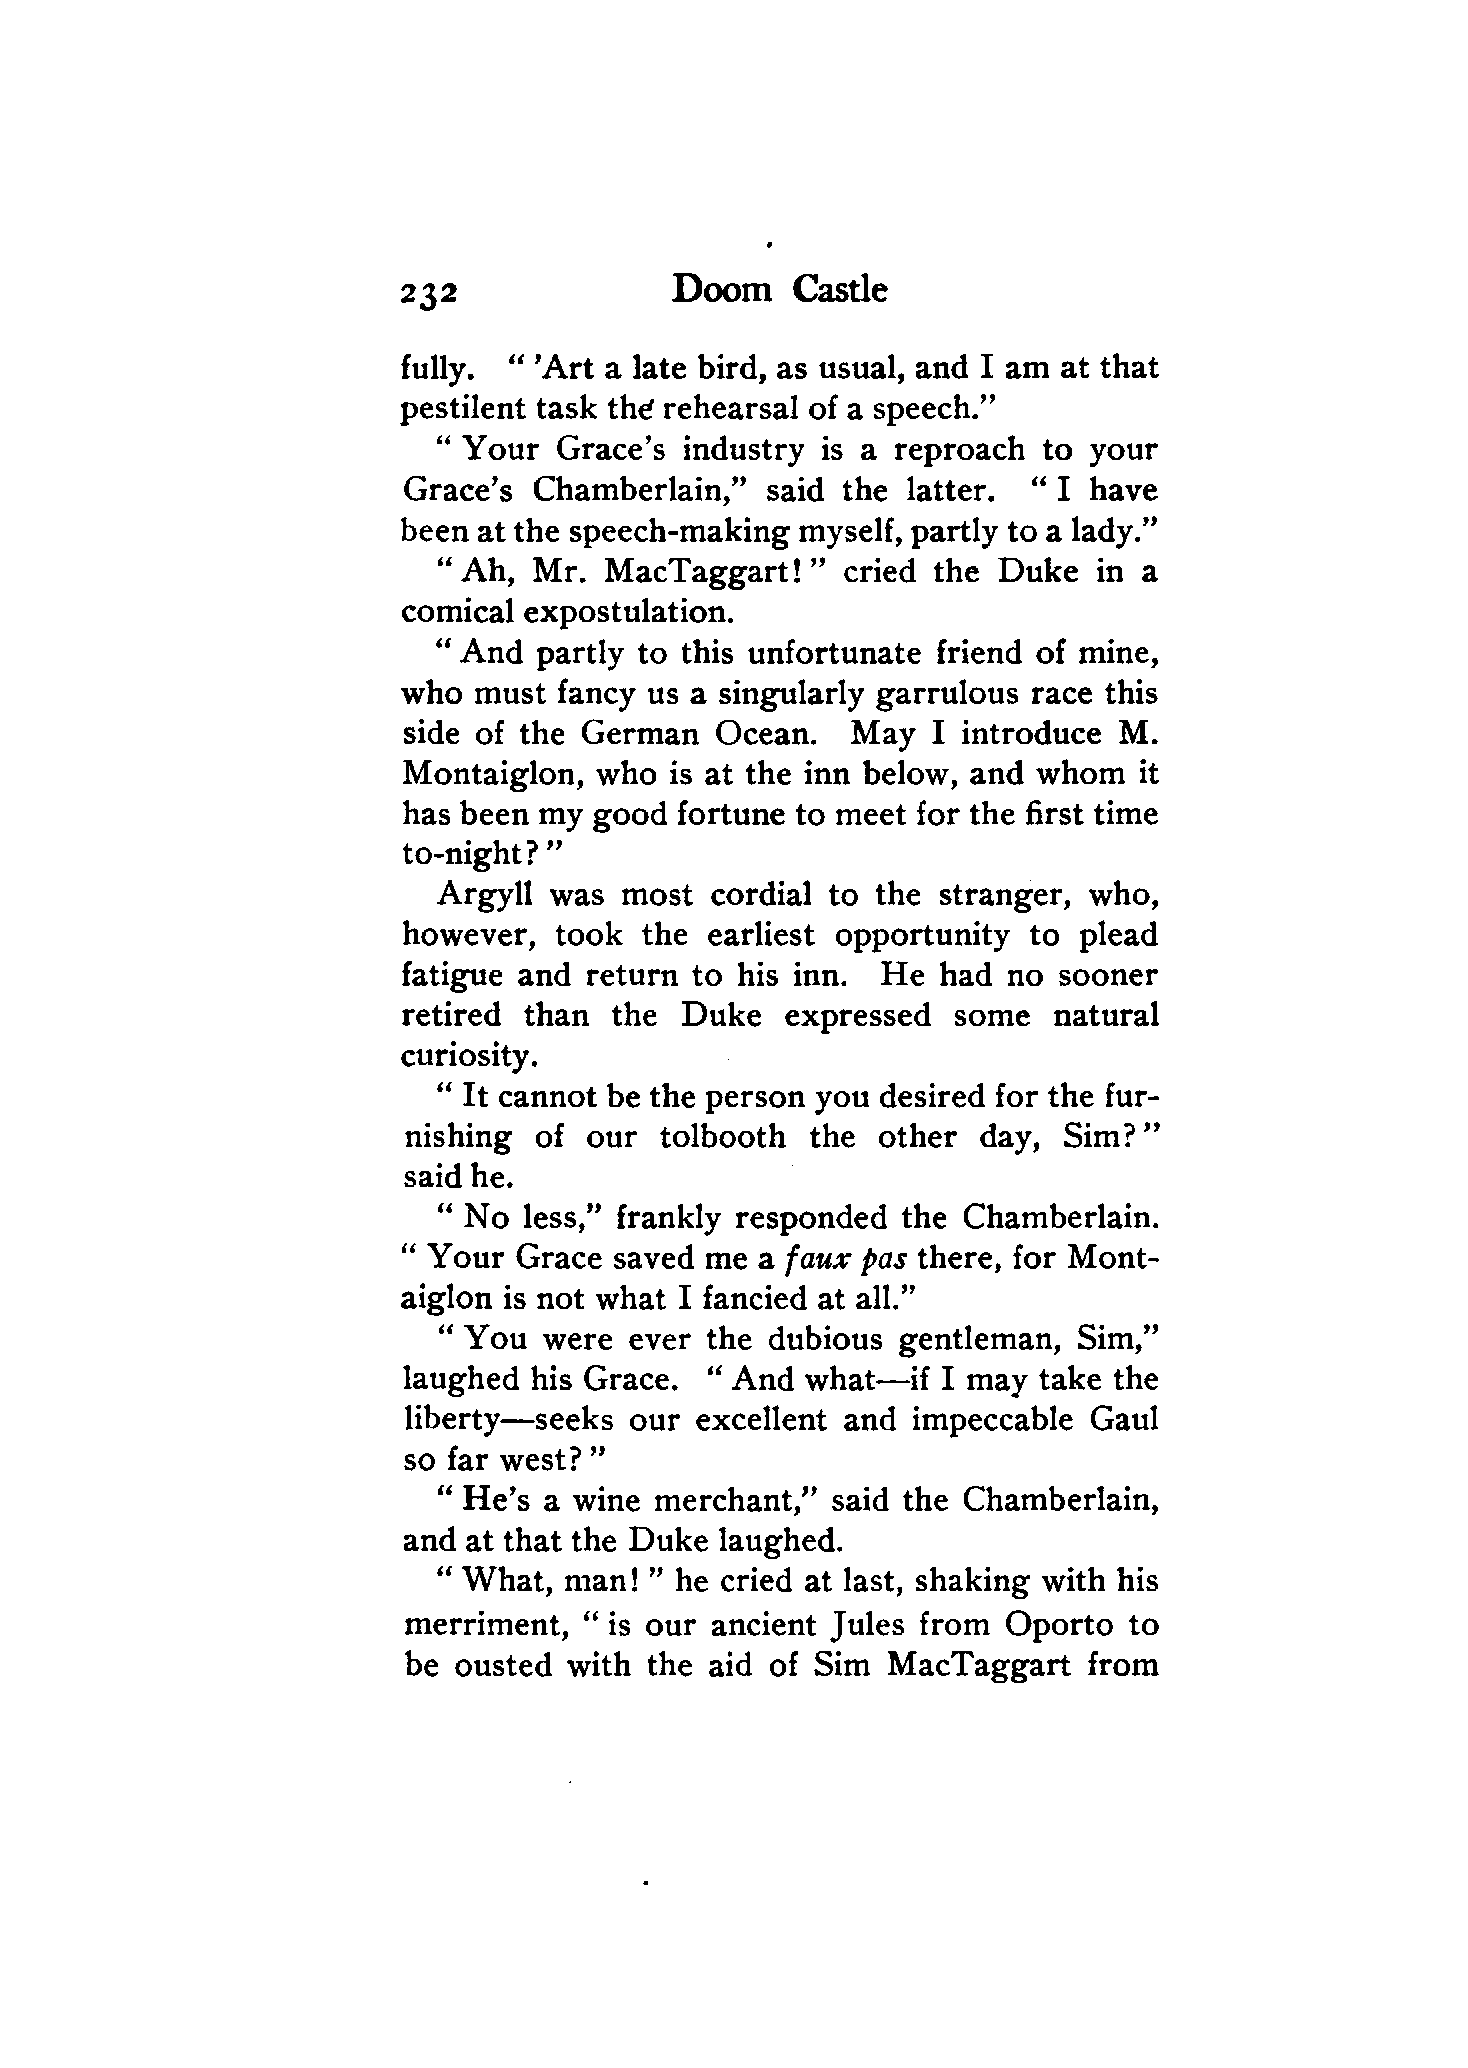 232 Doom Castle
fully. " 'Art a late bird, as usual, and I am at that
pestilent task the rehearsal of a speech."
" Your Grace's industry is a reproach to your
Grace's Chamberlain," said the latter. " I have
been at the speech-making myself, partly to a lady."
" Ah, Mr. MacTaggart! " cried the Duke in a
comical expostulation.
" And partly to this unfortunate friend of mine,
who must fancy us a singularly garrulous race this
side of the German Ocean. May I introduce M.
Montaiglon, who is at the inn below, and whom it
has been my good fortune to meet for the first time
to-night? "
Argyll was most cordial to the stranger, who,
however, took the earliest opportunity to plead
fatigue and return to his inn. He had no sooner
retired than the Duke expressed some natural
curiosity.
" It cannot be the person you desired for the fur-
nishing of our tolbooth the other day, Sim? "
said he.
" No less," frankly responded the Chamberlain.
" Your Grace saved me a faux pas there, for Mont-
aiglon is not what I fancied at all."
" You were ever the dubious gentleman, Sim,"
laughed his Grace. " And what—if I may take the
liberty—seeks our excellent and impeccable Gaul
so far west? "
" He's a wine merchant," said the Chamberlain,
and at that the Duke laughed.
" What, man! " he cried at last, shaking with his
merriment, " is our ancient Jules from Oporto to
be ousted with the aid of Sim MacTaggart from